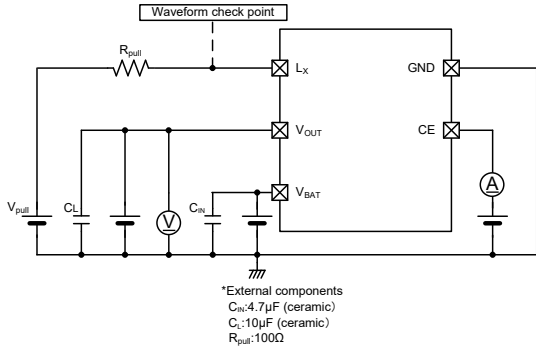 Waveform check point
Rpull
LX
GND
VOUT
CE
VBAT
A
Vpull
CL
CIN
V
*External components
CIN:4.7µF (ceramic)
CL:10µF (ceramic)
Rpull:100Ω